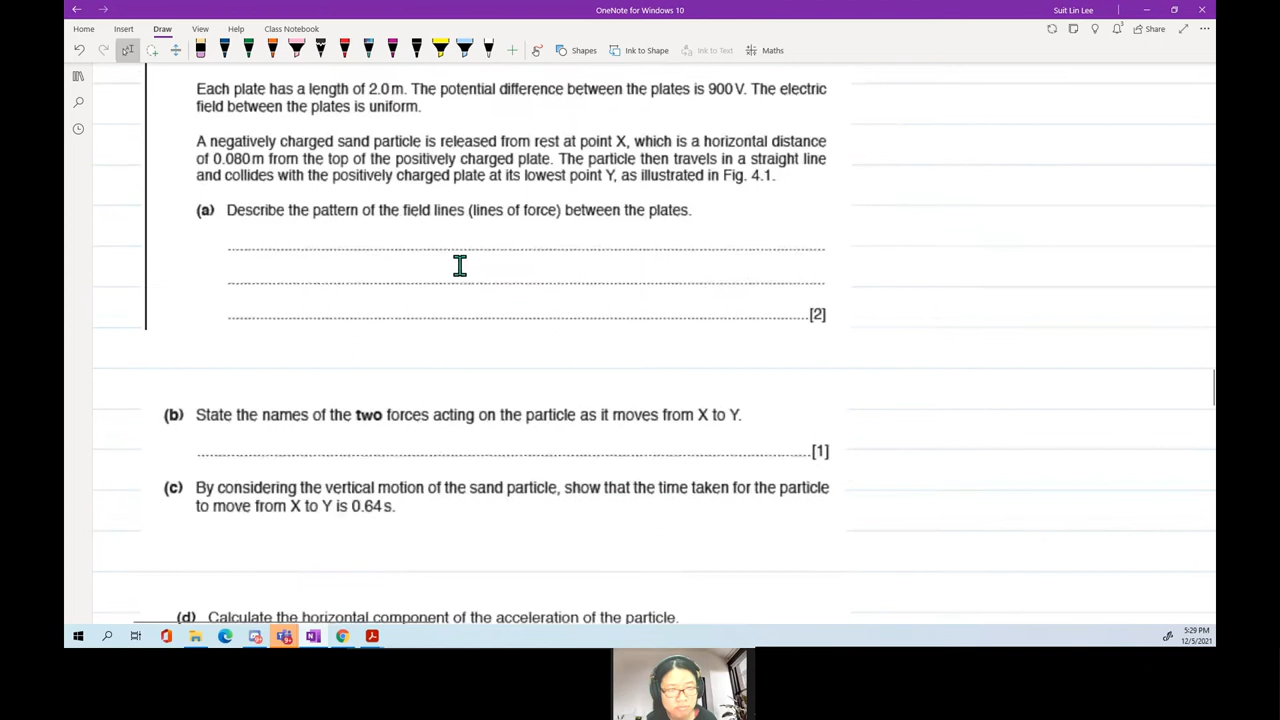 OneNote for Windows 10
Suit Lin Lee
Home Insert Draw View Help Class Notebook
Share
Shapes Ink to Shape Ink to Text Maths
Each plate has a length of 2.0 m. The potential difference between the plates is 900 V. The electric
field between the plates is uniform.
A negatively charged sand particle is released from rest at point X, which is a horizontal distance
of 0.080 m from the top of the positively charged plate. The particle then travels in a straight line
and collides with the positively charged plate at its lowest point Y, as illustrated in Fig. 4.1.
(a) Describe the pattern of the field lines (lines of force) between the plates.
[2]
(b) State the names of the two forces acting on the particle as it moves from X to Y.
[1]
(c) By considering the vertical motion of the sand particle, show that the time taken for the particle
to move from X to Y is 0.64 s.
(d) Calculate the horizontal component of the acceleration of the particle.
5:29 PM
12/5/2021